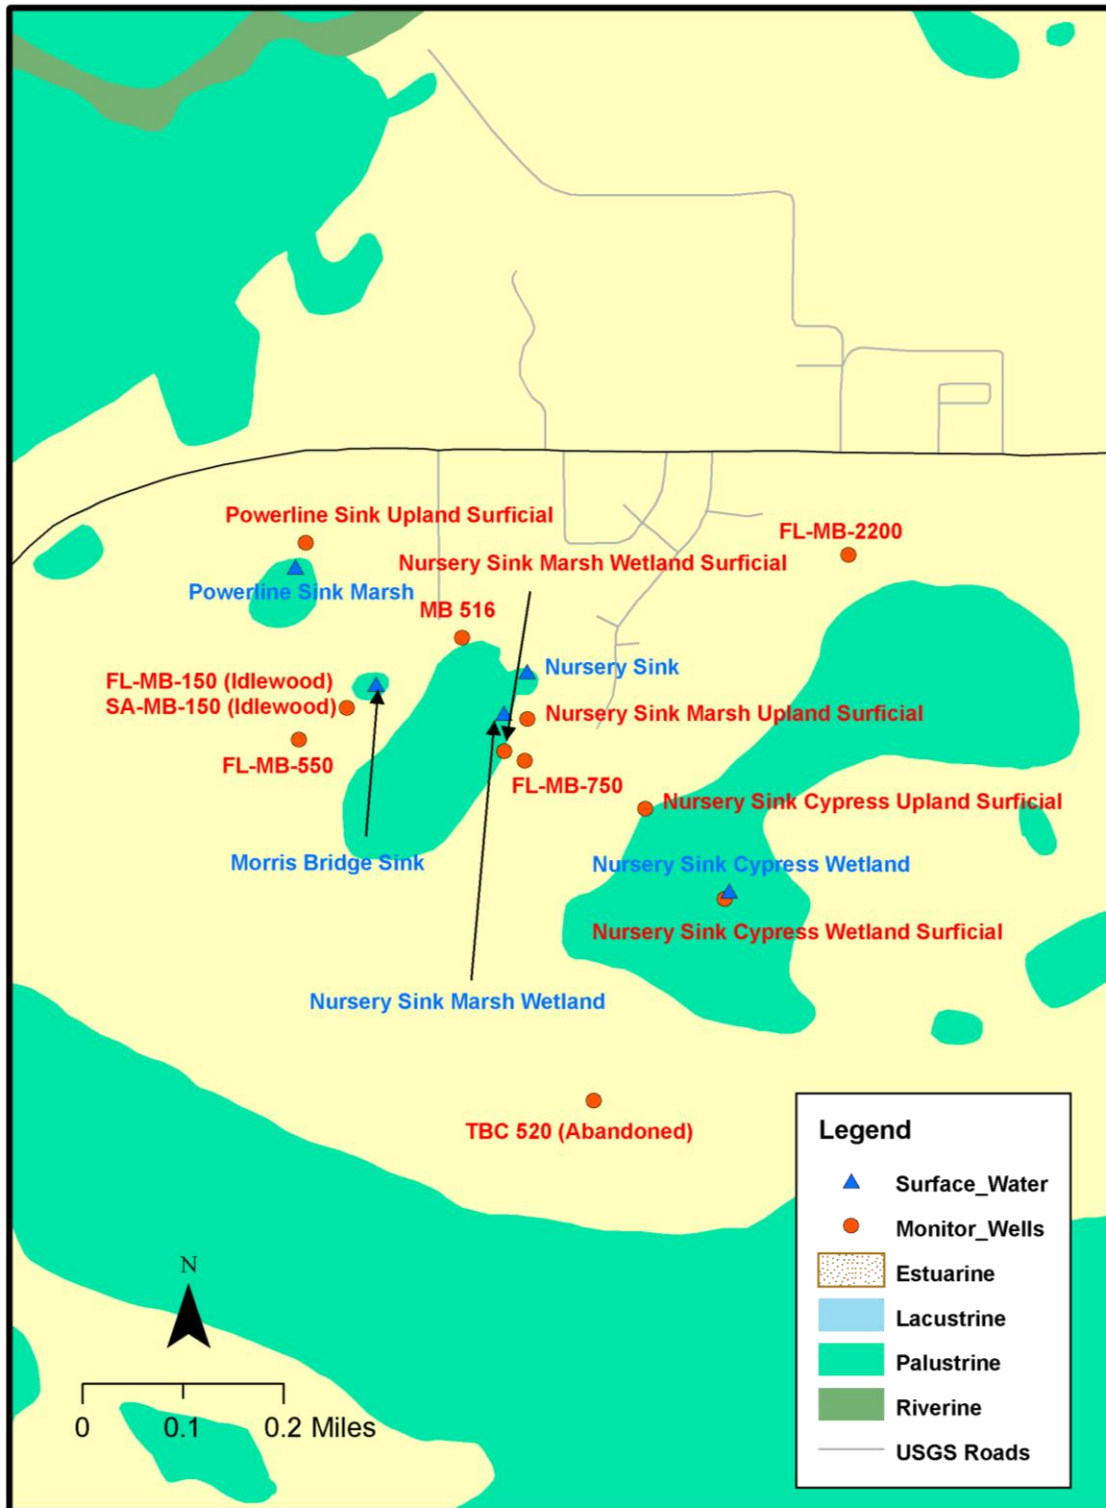 Powerline Sink Upland Surficial
FL-MB-2200
Nursery Sink Marsh Wetland Surficial
Powerline Sink Marsh
MB 516
Nursery Sink
FL-MB-150 (Idlewood)
SA-MB-150 (Idlewood)
Nursery Sink Marsh Upland Surficial
FL-MB-550
FL-MB-750
Nursery Sink Cypress Upland Surficial
Morris Bridge Sink
Nursery Sink Cypress Wetland
Nursery Sink Cypress Wetland Surficial
Nursery Sink Marsh Wetland
TBC 520 (Abandoned)
Legend
Surface_Water
Monitor_Wells
Estuarine
Lacustrine
Palustrine
Riverine
USGS Roads
N
0 0.1 0.2 Miles